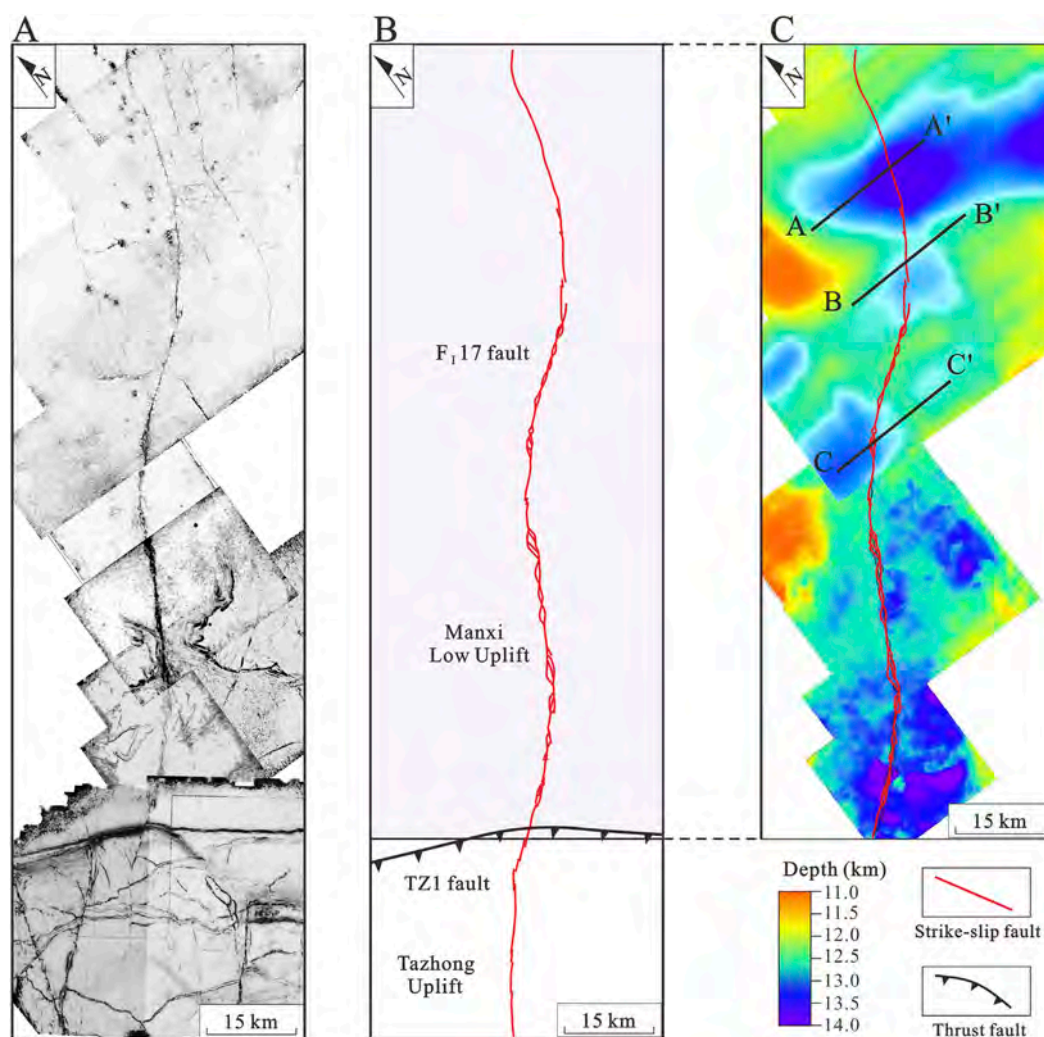 A
B
C
N
N
N
A'
A
B'
B
C'
C
F₁17 fault
Manxi
Low Uplift
TZ1 fault
Tazhong
Uplift
15 km
15 km
15 km
Depth (km)
11.0
11.5
12.0
12.5
13.0
13.5
14.0
Strike-slip fault
Thrust fault